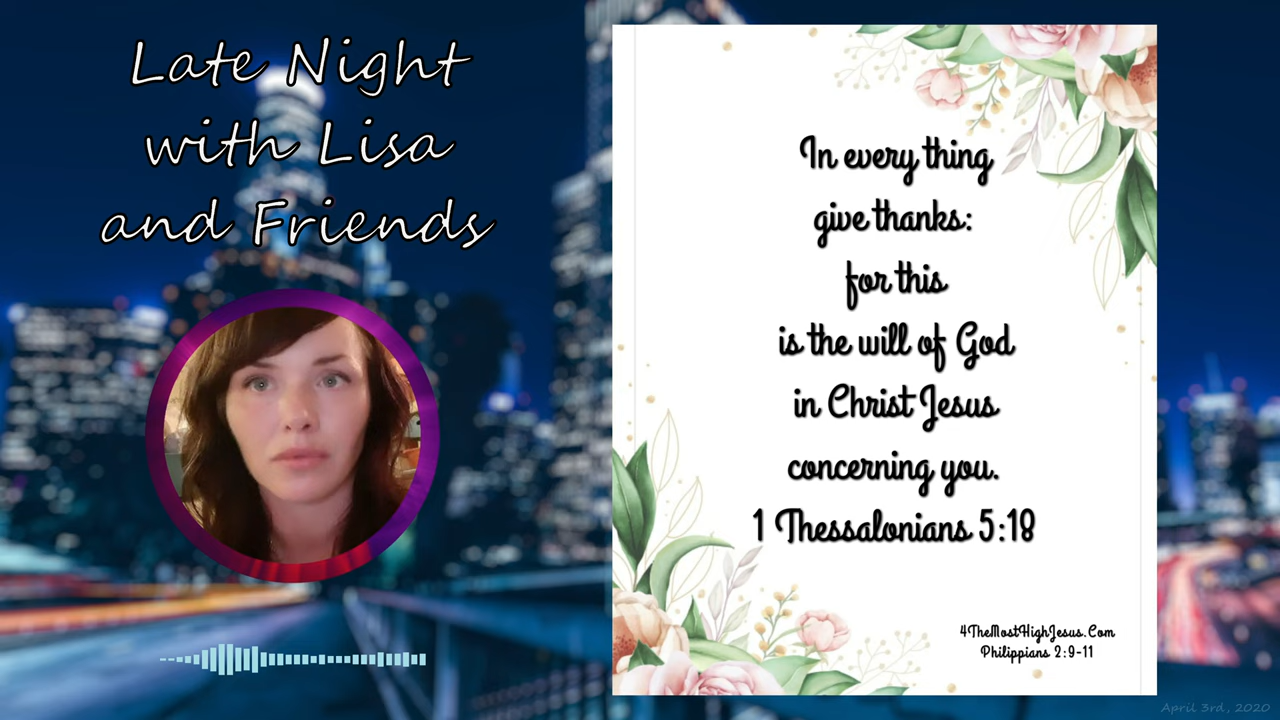 Late Night
with Lisa
and Friends
In every thing
give thanks:
for this
is the will of God
in Christ Jesus
concerning you.
1 Thessalonians 5:18
4TheMostHighJesus.Com
Philippians 2:9-11
April 3rd, 2020